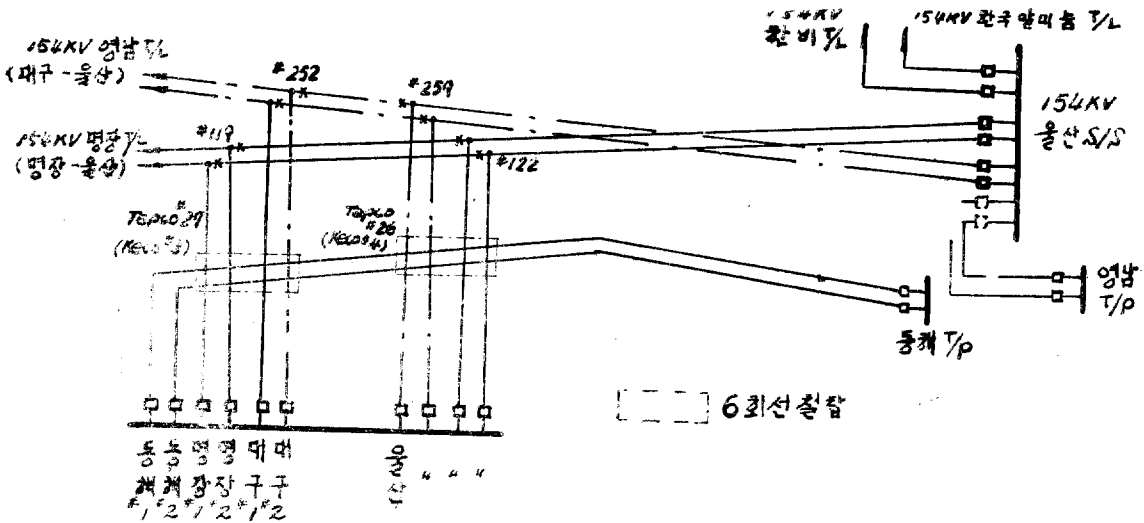 154KV 영남 T/L
(대구-울산)
154KV 명장 T/L
(명장-울산)
#252
#259
#119
#122
154KV
한비 T/L
154KV 한국알미늄 T/L
154KV
울산 S/S
(KECO #3)
#26
(KECO #4)
영남
T/P
동해 T/P
6회선철탑
동해 #1
동해 #2
명장 #1
명장 #2
대구 #1
대구 #2
울산
"
"
"